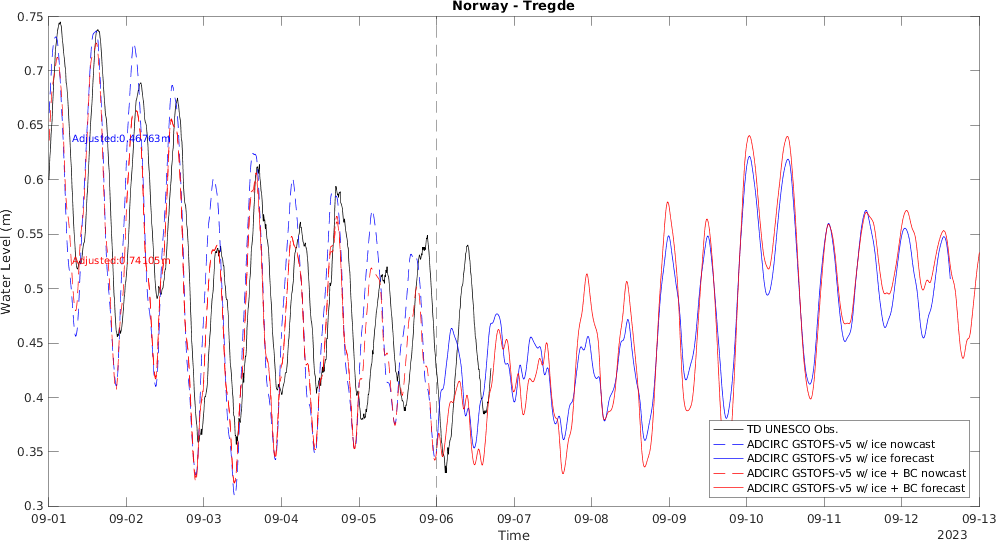 Norway - Tregde
0.75
0.7
0.65
0.6
0.55
0.5
0.45
0.4
0.35
0.3
Water Level (m)
Adjusted:0.46763m
Adjusted:0.74105m
TD UNESCO Obs.
ADCIRC GSTOFS-v5 w/ ice nowcast
ADCIRC GSTOFS-v5 w/ ice forecast
ADCIRC GSTOFS-v5 w/ ice + BC nowcast
ADCIRC GSTOFS-v5 w/ ice + BC forecast
09-01 09-02 09-03 09-04 09-05 09-06 09-07 09-08 09-09 09-10 09-11 09-12 09-13
Time
2023